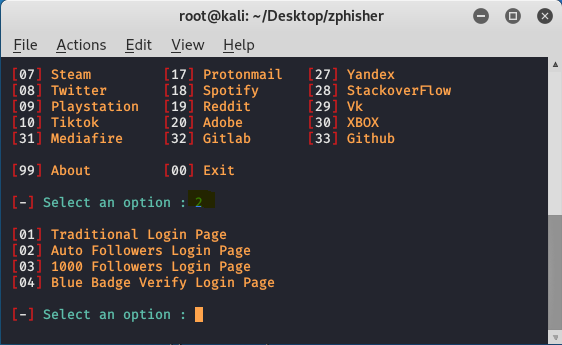 root@kali: ~/Desktop/zphisher
File Actions Edit View Help
[07] Steam [17] Protonmail [27] Yandex
[08] Twitter [18] Spotify [28] StackoverFlow
[09] Playstation [19] Reddit [29] Vk
[10] Tiktok [20] Adobe [30] XBOX
[31] Mediafire [32] Gitlab [33] Github
[99] About [00] Exit
[-] Select an option : 2
[01] Traditional Login Page
[02] Auto Followers Login Page
[03] 1000 Followers Login Page
[04] Blue Badge Verify Login Page
[-] Select an option :